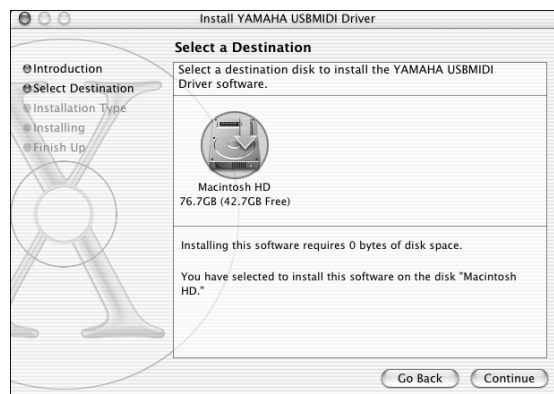 Install YAMAHA USBMIDI Driver
Select a Destination
Introduction
Select Destination
Installation Type
Installing
Finish Up
Select a destination disk to install the YAMAHA USBMIDI
Driver software.
Macintosh HD
76.7GB (42.7GB Free)
Installing this software requires 0 bytes of disk space.
You have selected to install this software on the disk "Macintosh
HD."
Go Back
Continue